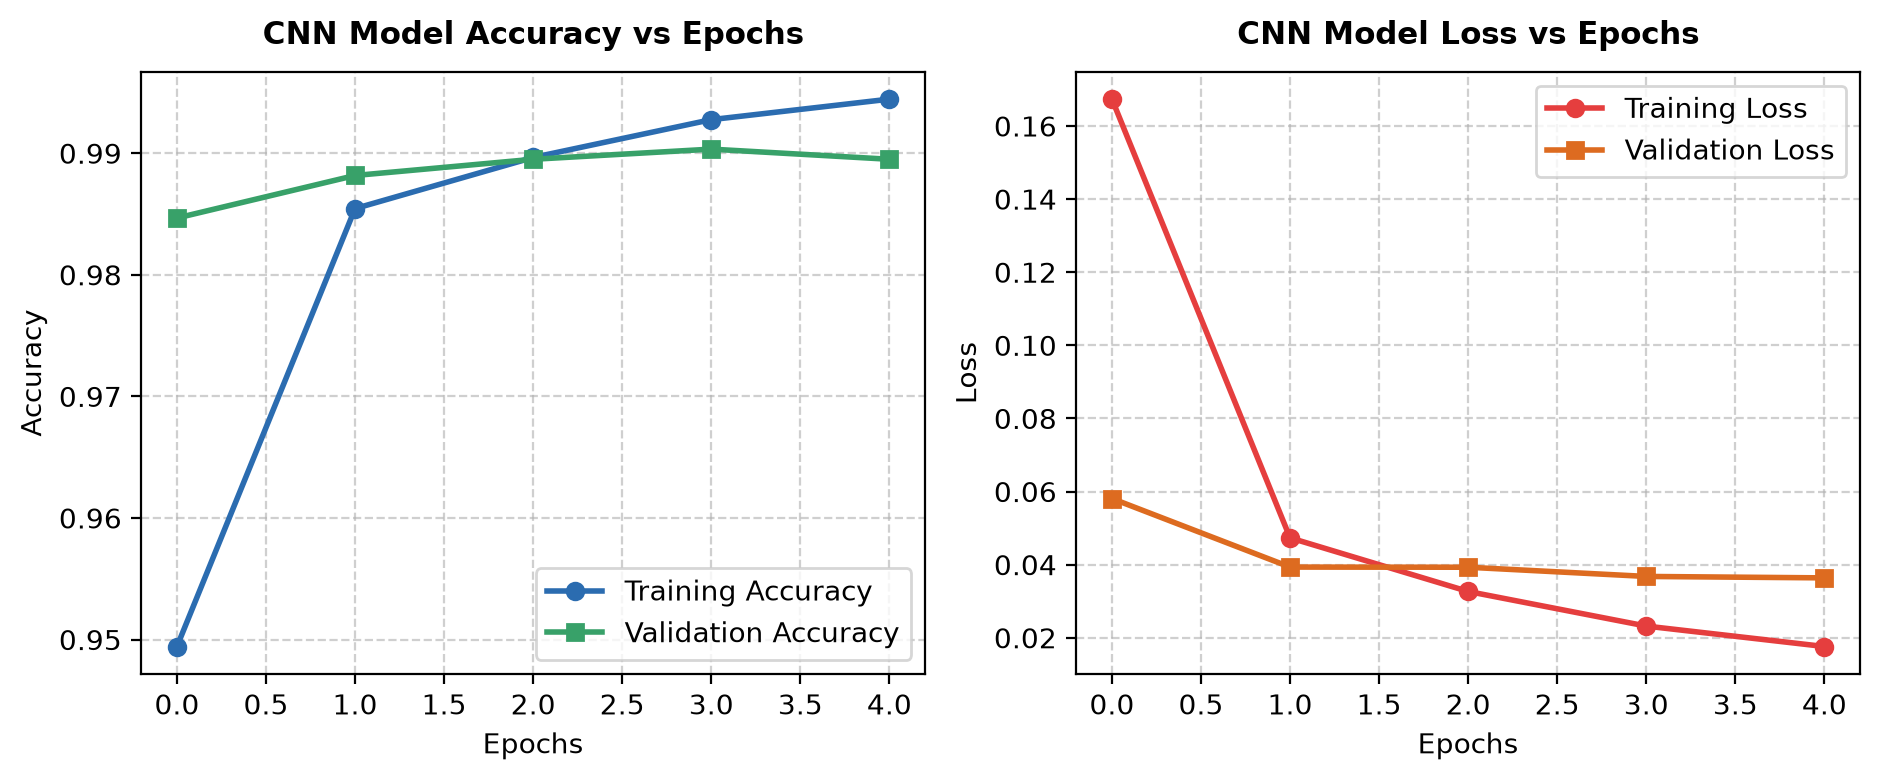 CNN Model Accuracy vs Epochs
0.99
0.98
0.97
0.96
0.95
Accuracy
Training Accuracy
Validation Accuracy
0.0 0.5 1.0 1.5 2.0 2.5 3.0 3.5 4.0
Epochs
CNN Model Loss vs Epochs
Training Loss
Validation Loss
0.16
0.14
0.12
0.10
0.08
0.06
0.04
0.02
Loss
0.0 0.5 1.0 1.5 2.0 2.5 3.0 3.5 4.0
Epochs